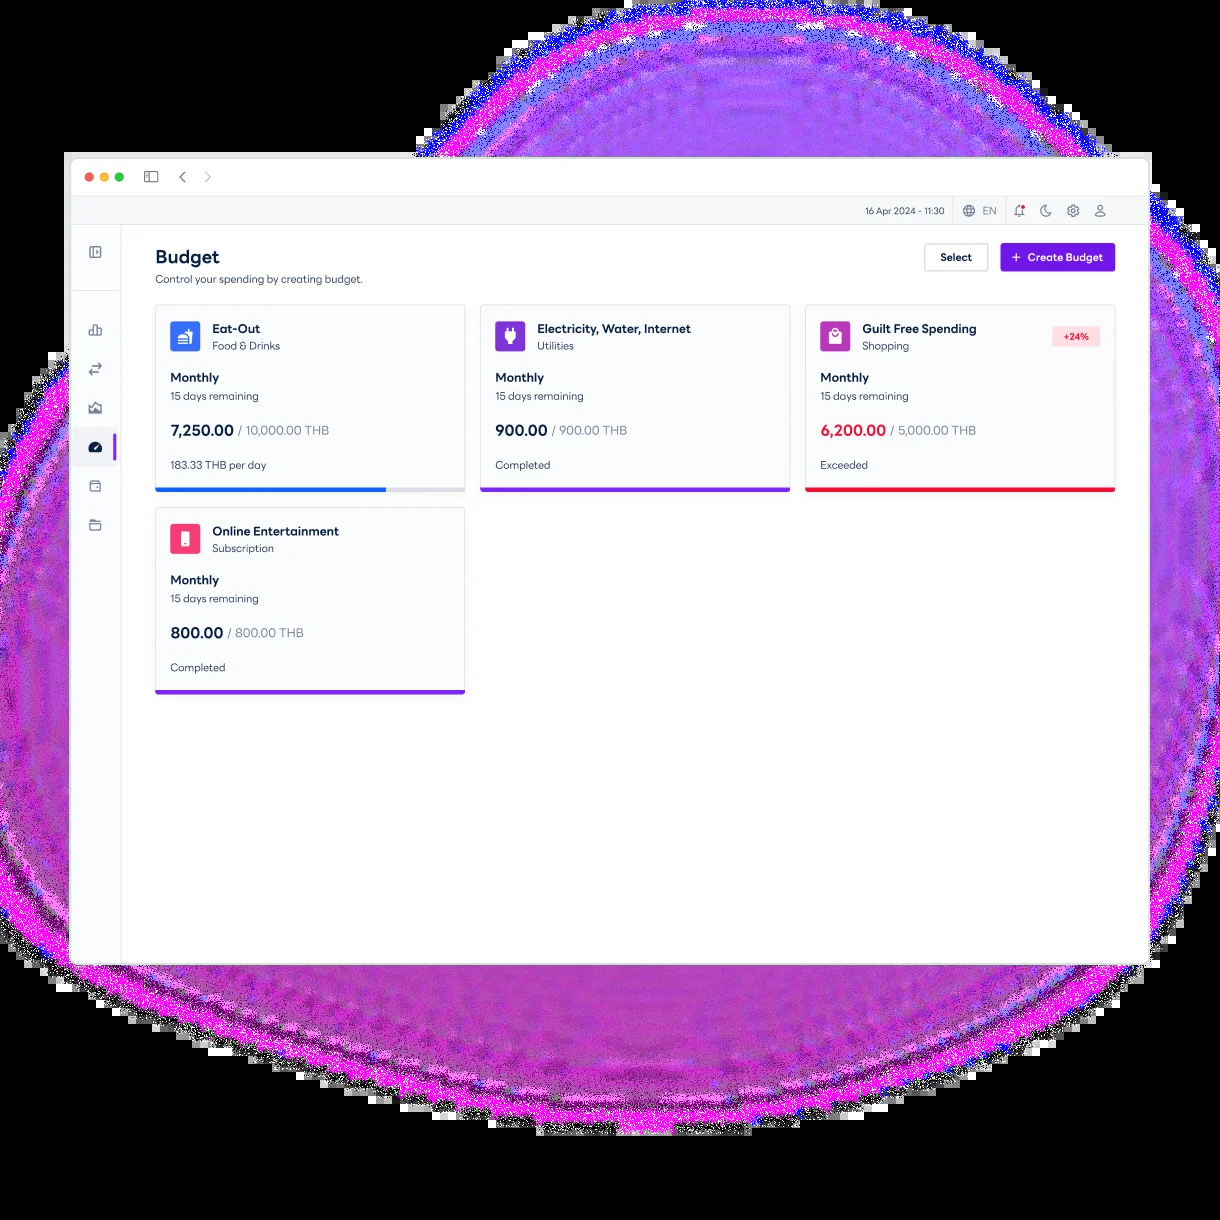 16 Apr 2024 - 11:30
EN
Budget
Control your spending by creating budget.
Select
+ Create Budget
Eat-Out
Food & Drinks
Monthly
15 days remaining
7,250.00 / 10,000.00 THB
183.33 THB per day
Electricity, Water, Internet
Utilities
Monthly
15 days remaining
900.00 / 900.00 THB
Completed
Guilt Free Spending
Shopping
+24%
Monthly
15 days remaining
6,200.00 / 5,000.00 THB
Exceeded
Online Entertainment
Subscription
Monthly
15 days remaining
800.00 / 800.00 THB
Completed